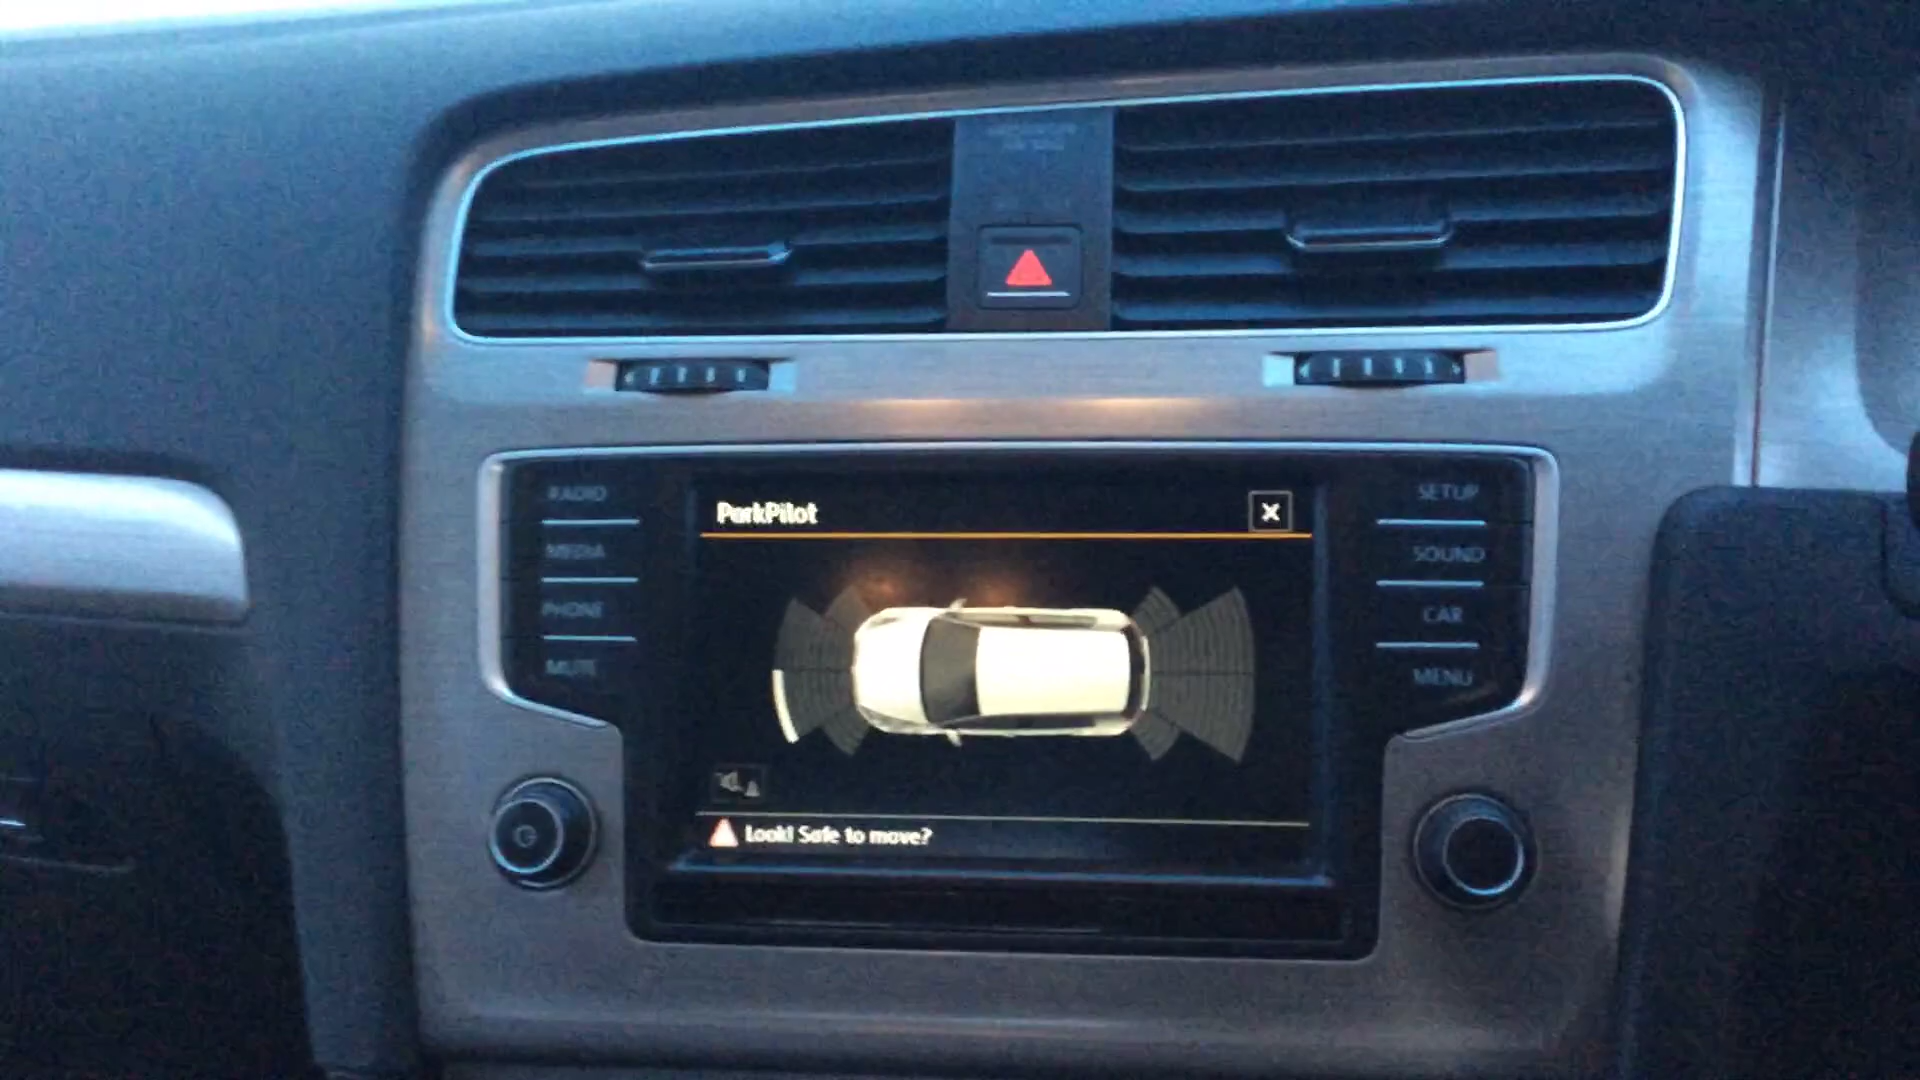 RADIO
MEDIA
PHONE
MUTE
ParkPilot
X
Look! Safe to move?
SETUP
SOUND
CAR
MENU